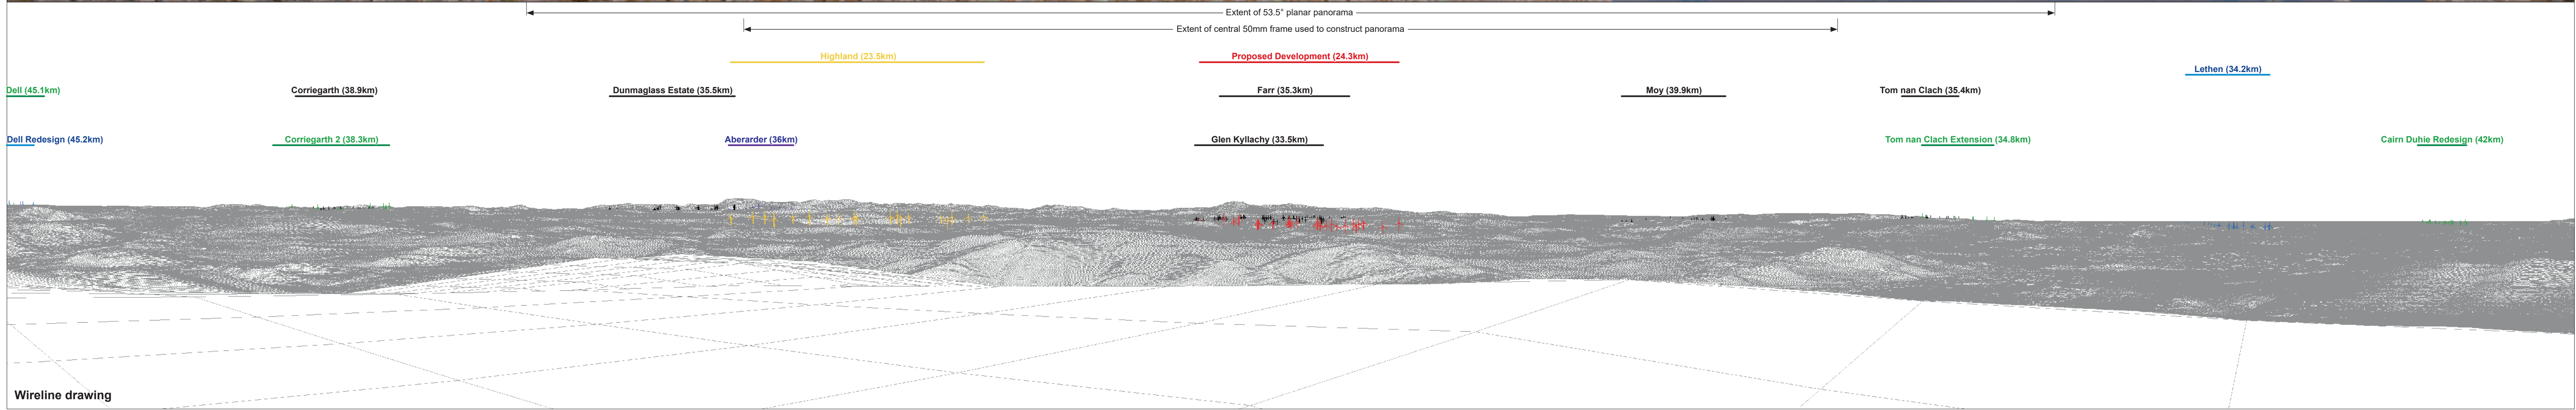 Extent of 53.5° planar panorama
Extent of central 50mm frame used to construct panorama
Highland (23.5km)
Proposed Development (24.3km)
Lethen (34.2km)
Dell (45.1km)
Corriegarth (38.9km)
Dunmaglass Estate (35.5km)
Farr (35.3km)
Moy (39.9km)
Tom nan Clach (35.4km)
Dell Redesign (45.2km)
Corriegarth 2 (38.3km)
Aberarder (36km)
Glen Kyllachy (33.5km)
Tom nan Clach Extension (34.8km)
Cairn Duhie Redesign (42km)
Wireline drawing